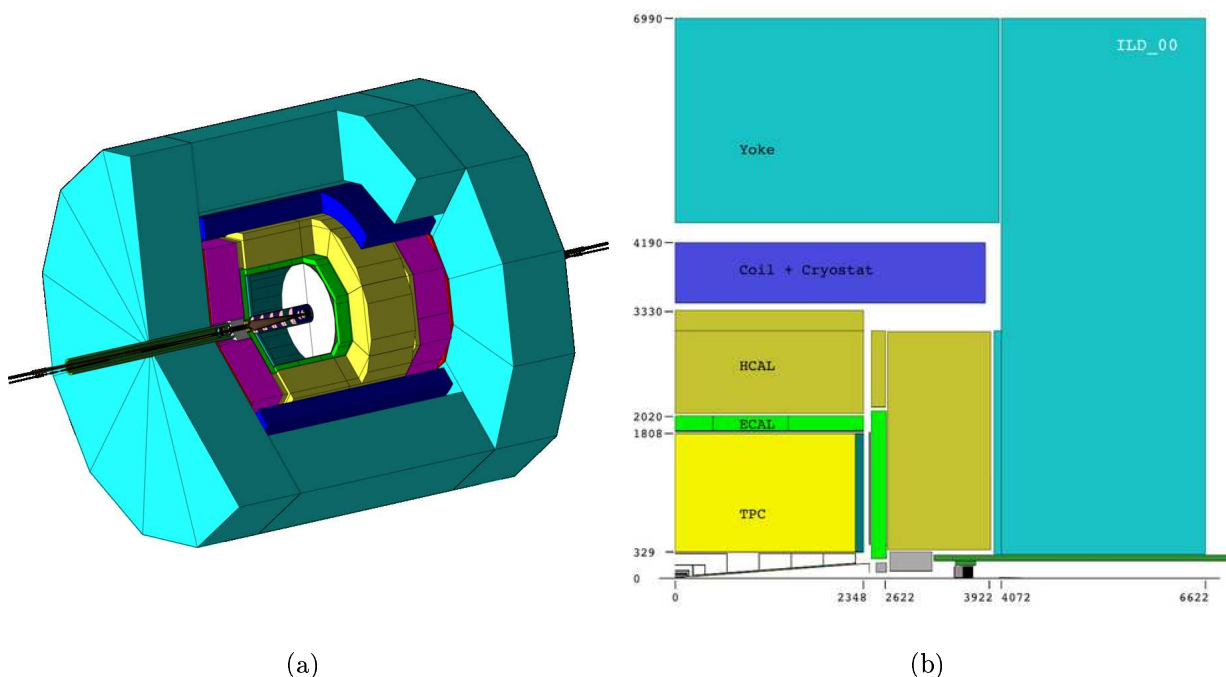 6990
ILD_00
Yoke
4190
Coil + Cryostat
3330
HCAL
2020
ECAL
1808
TPC
329
0
0 2348 2622 3922 4072 6622
(a) (b)